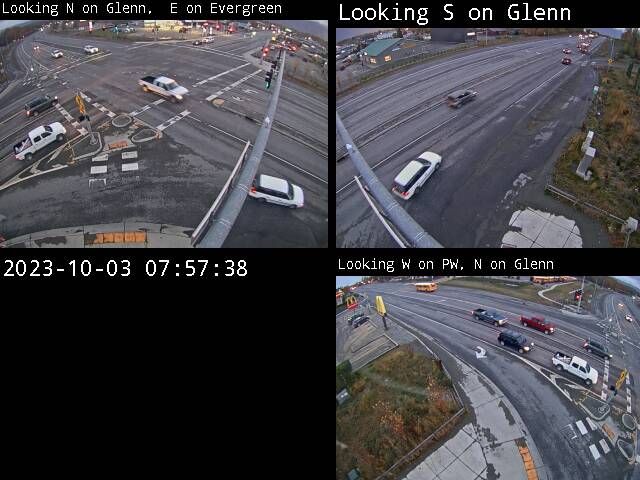 Looking N on Glenn,  E on Evergreen
Looking S on Glenn
2023-10-03 07:57:38
Looking W on PW, N on Glenn